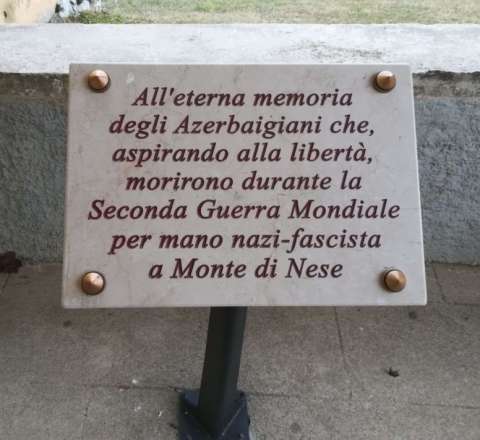 All'eterna memoria
degli Azerbaigiani che,
aspirando alla libertà,
morirono durante la
Seconda Guerra Mondiale
per mano nazi-fascista
a Monte di Nese